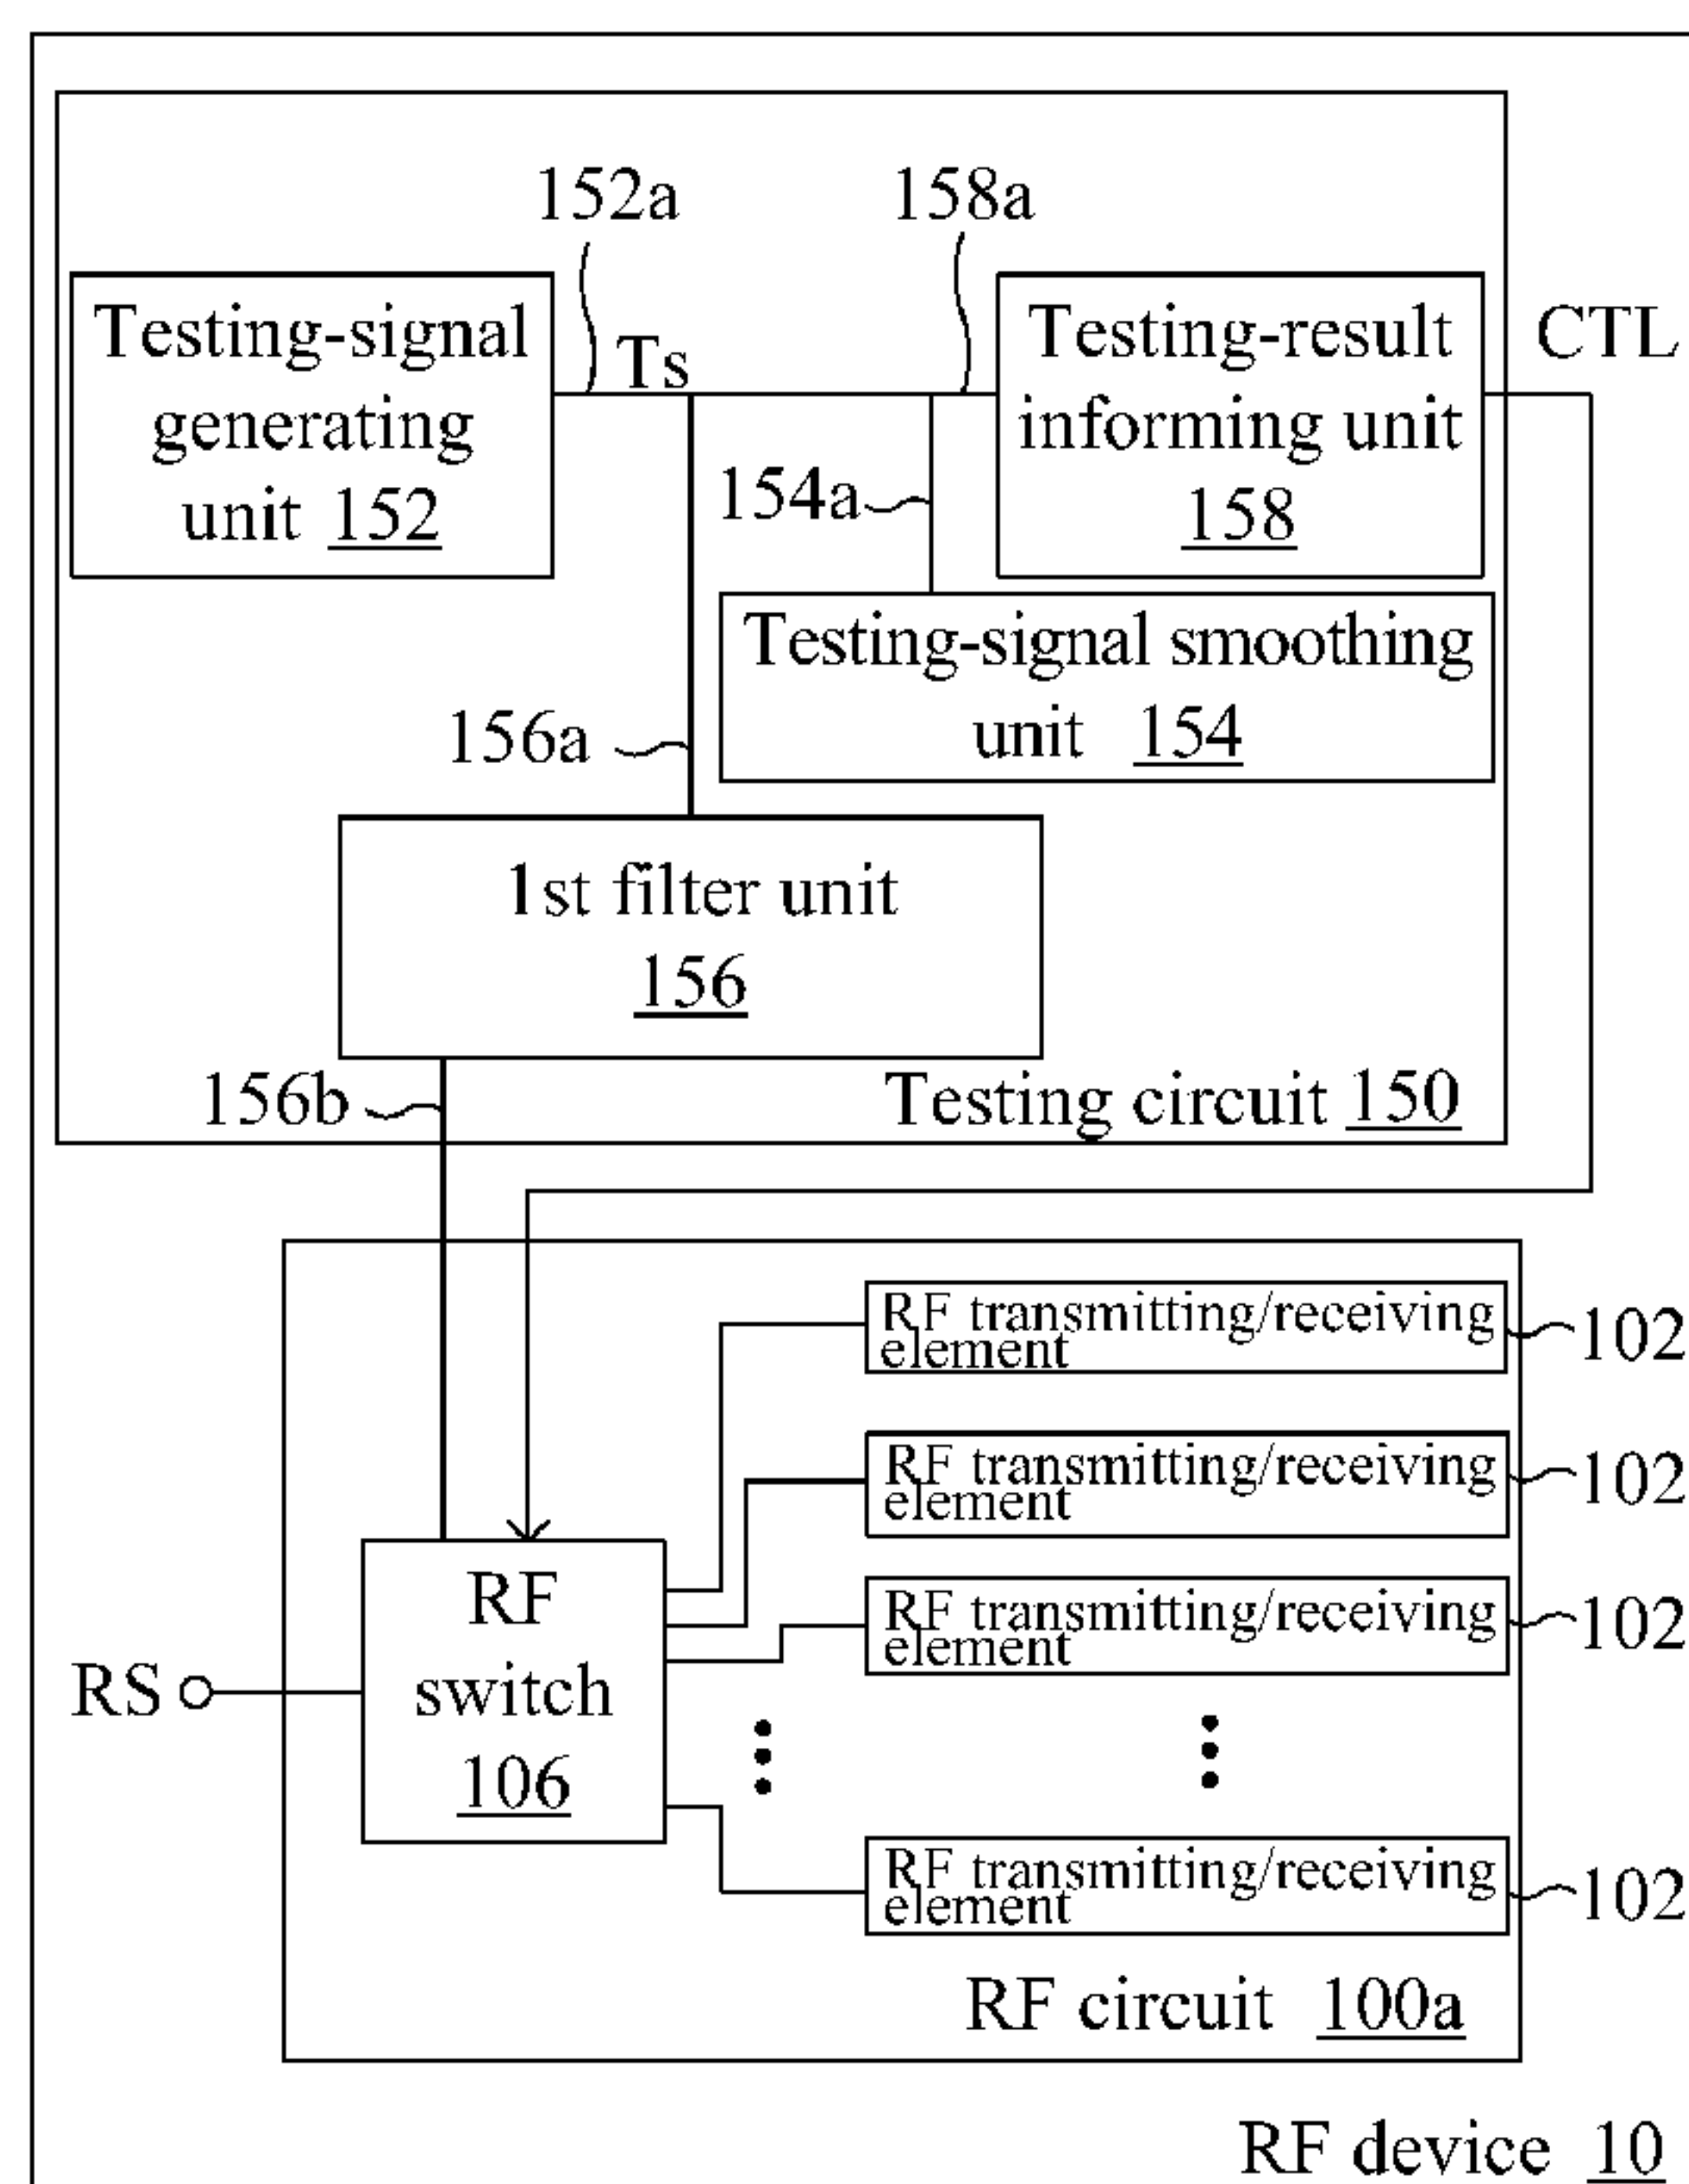 152a
158a
Testing-signal
generating
unit 152
Ts
Testing-result
informing unit
158
CTL
154a
Testing-signal smoothing
unit 154
156a
1st filter unit
156
156b
Testing circuit 150
RF transmitting/receiving
element
102
RF transmitting/receiving
element
102
RF transmitting/receiving
element
102
RF
switch
106
RS
RF transmitting/receiving
element
102
RF circuit 100a
RF device 10